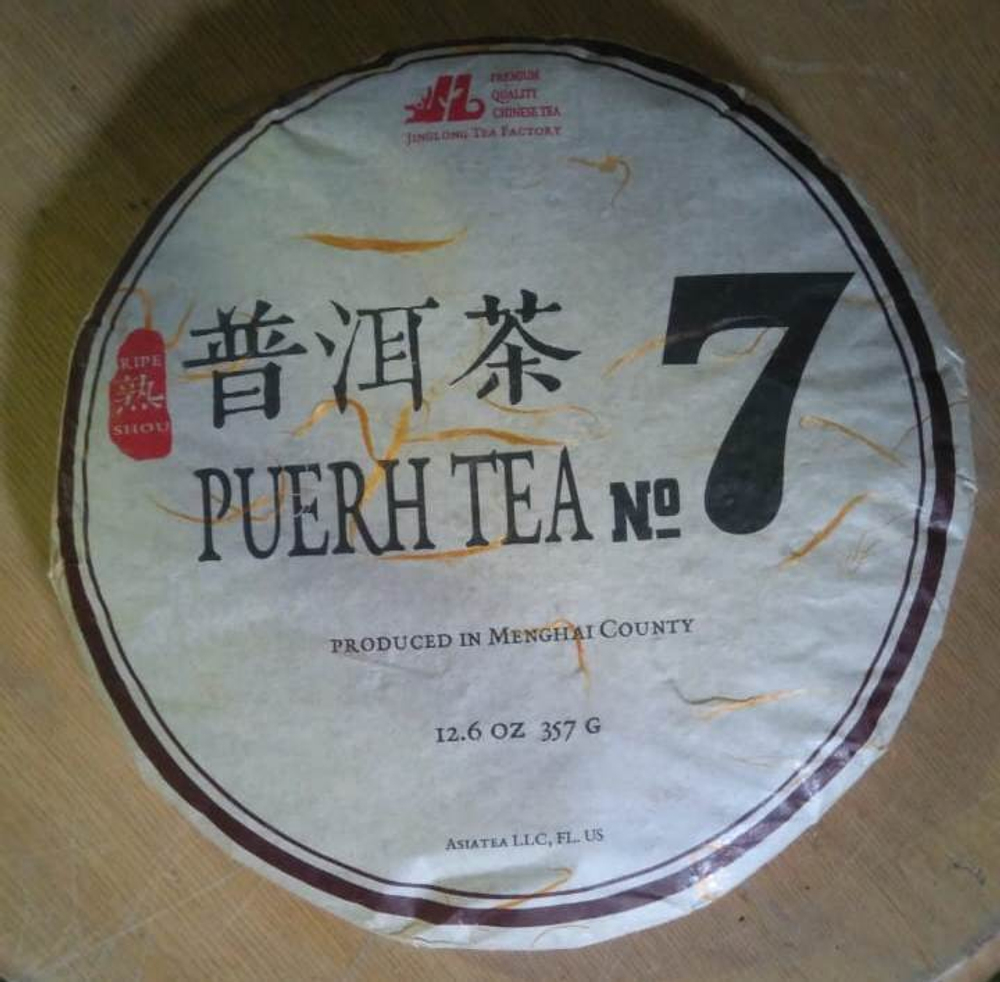 PREMIUM
QUALITY
CHINESE TEA
JINGLONG TEA FACTORY
RIPE
熟
SHOU
普洱茶
PUERH TEA № 7
PRODUCED IN MENGHAI COUNTY
12.6 OZ 357 G
ASIATEA LLC, FL. US